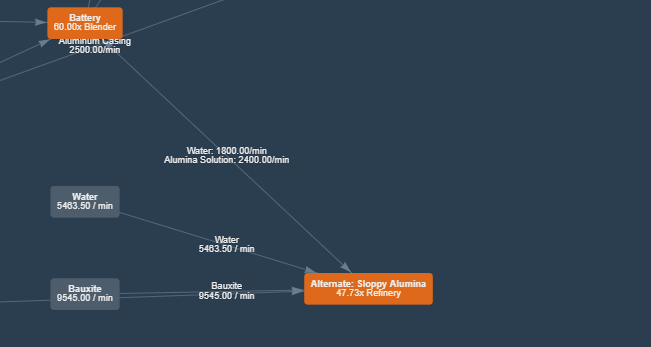 Battery
60.00x Blender
Aluminum Casing
2500.00/min
Water: 1800.00/min
Alumina Solution: 2400.00/min
Water
5463.50 / min
Water
5463.50 / min
Bauxite
9545.00 / min
Bauxite
9545.00 / min
Alternate: Sloppy Alumina
47.73x Refinery